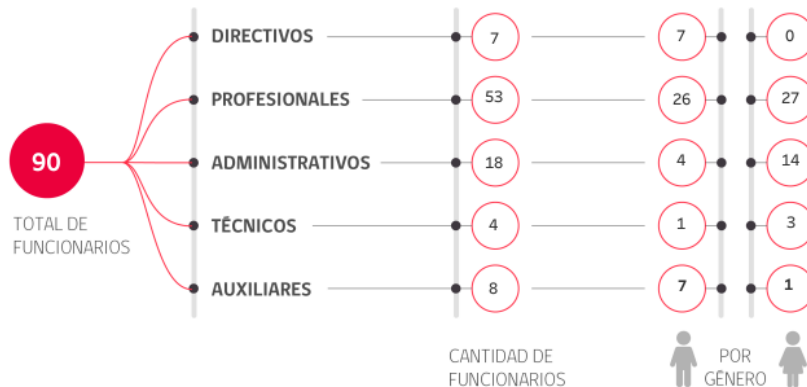 DIRECTIVOS 7 7 0
PROFESIONALES 53 26 27
90
ADMINISTRATIVOS 18 4 14
TOTAL DE
FUNCIONARIOS
TÉCNICOS 4 1 3
AUXILIARES 8 7 1
CANTIDAD DE
FUNCIONARIOS
POR
GÉNERO